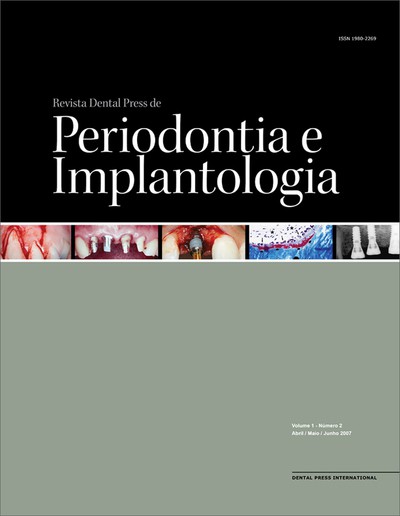 ISSN 1980-2269
Revista Dental Press de
Periodontia e
Implantologia
Volume 1 - Numero 2
Abril / Maio / Junho 2007
DENTAL PRESS INTERNATIONAL